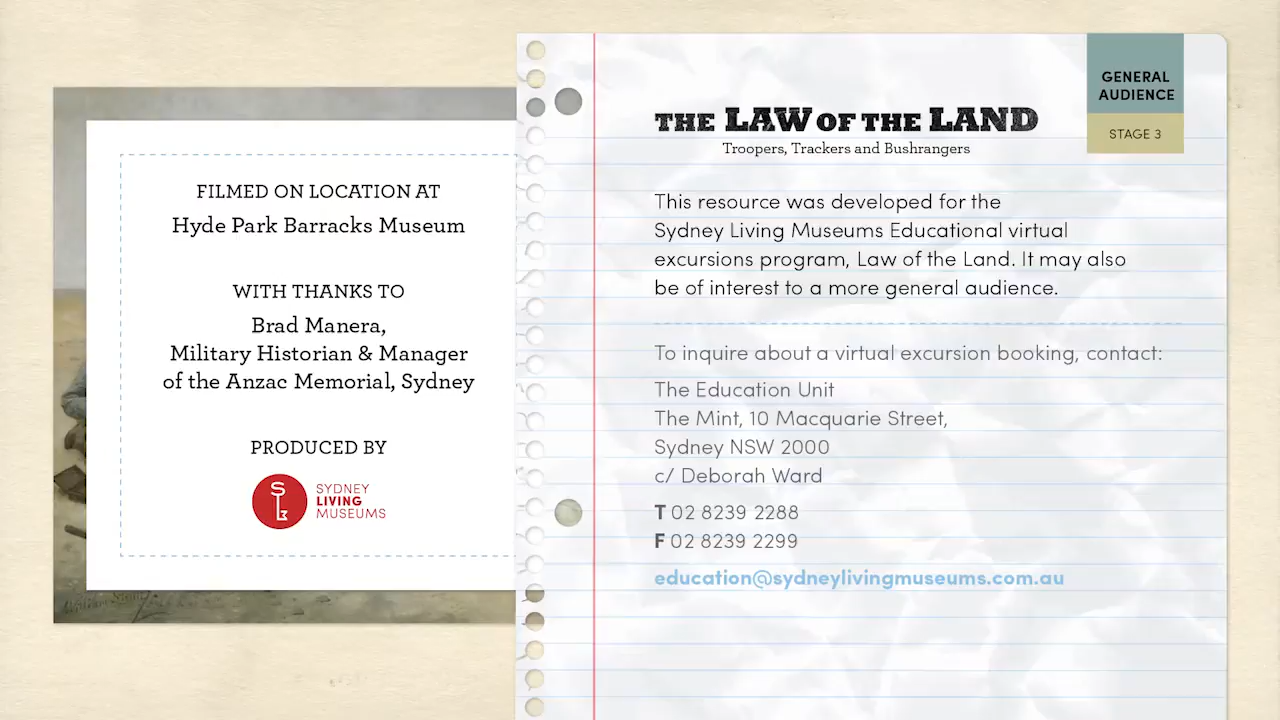 FILMED ON LOCATION AT
Hyde Park Barracks Museum
WITH THANKS TO
Brad Manera,
Military Historian & Manager
of the Anzac Memorial, Sydney
PRODUCED BY
SLM
SYDNEY
LIVING
MUSEUMS
THE LAW OF THE LAND
Troopers, Trackers and Bushrangers
GENERAL
AUDIENCE
STAGE 3
This resource was developed for the
Sydney Living Museums Educational virtual
excursions program, Law of the Land. It may also
be of interest to a more general audience.
To inquire about a virtual excursion booking, contact:
The Education Unit
The Mint, 10 Macquarie Street,
Sydney NSW 2000
c/ Deborah Ward
T 02 8239 2288
F 02 8239 2299
education@sydneylivingmuseums.com.au